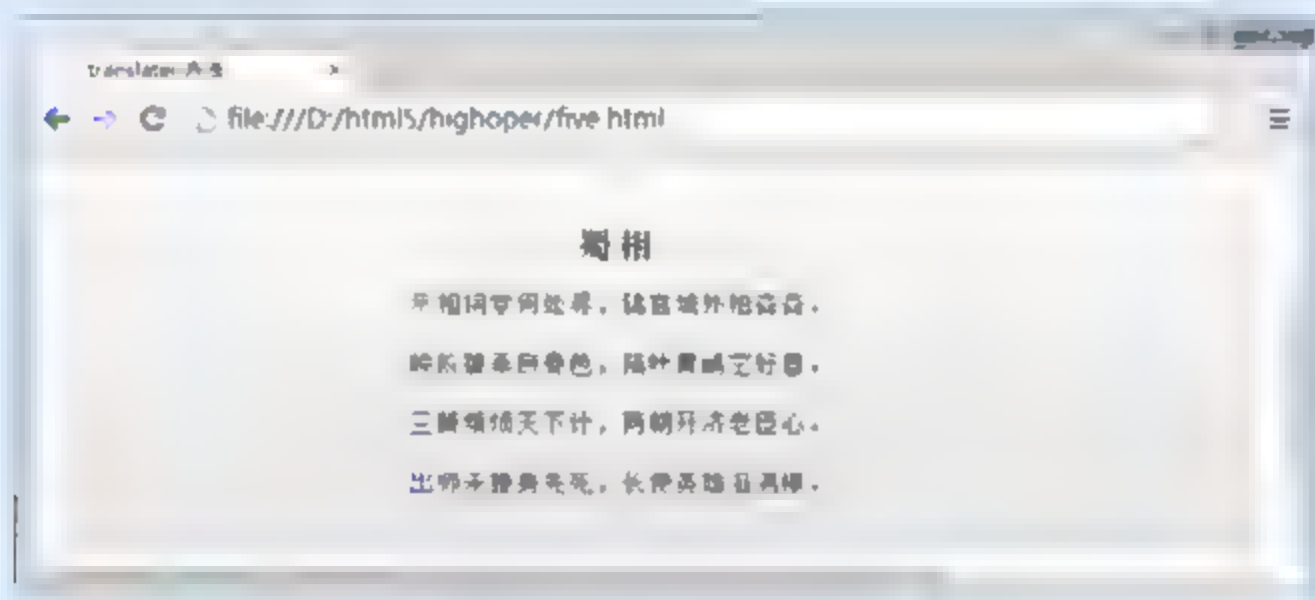 translate
file:///D:/html5/highoper/five.html
蜀相
丞相祠堂何处寻，锦官城外柏森森。
映阶碧草自春色，隔叶黄鹂空好音。
三顾频烦天下计，两朝开济老臣心。
出师未捷身先死，长使英雄泪满襟。